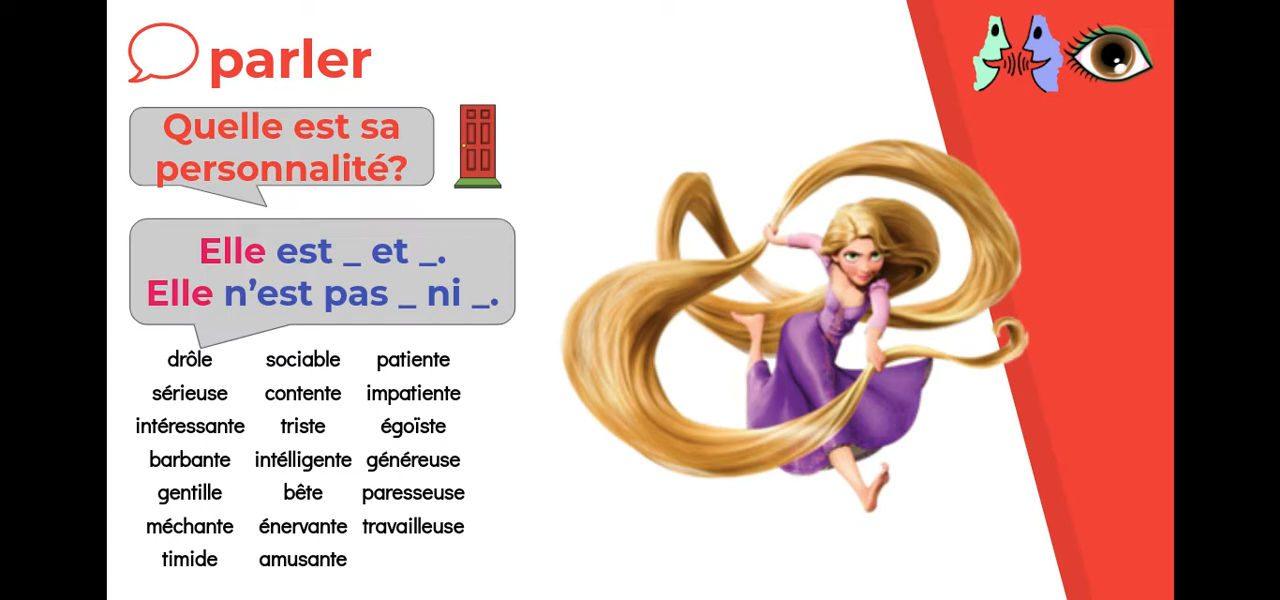 parler
Quelle est sa
personnalité?
Elle est _ et _.
Elle n’est pas _ ni _.
drôle sociable patiente
sérieuse contente impatiente
intéressante triste égoïste
barbante intélligente généreuse
gentille bête paresseuse
méchante énervante travailleuse
timide amusante